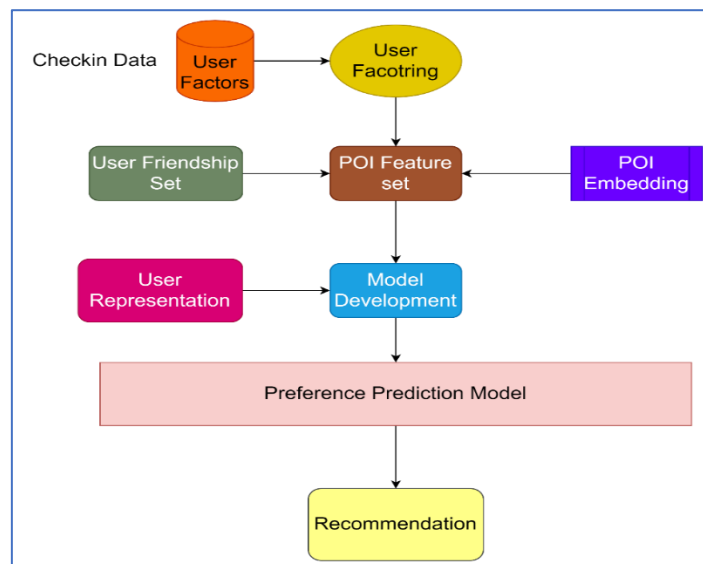 Checkin Data
User
Factors
User
Facotring
User Friendship
Set
POI Feature
set
POI
Embedding
User
Representation
Model
Development
Preference Prediction Model
Recommendation